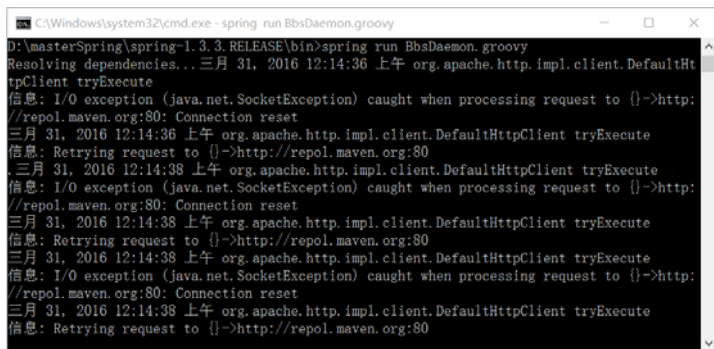 C:\Windows\system32\cmd.exe - spring run BbsDaemon.groovy
D:\masterSpring\spring-1.3.3.RELEASE\bin>spring run BbsDaemon.groovy
Resolving dependencies...三月 31, 2016 12:14:36 上午 org.apache.http.impl.client.DefaultHt
tpClient tryExecute
信息: I/O exception (java.net.SocketException) caught when processing request to {}->http:
//repo1.maven.org:80: Connection reset
三月 31, 2016 12:14:36 上午 org.apache.http.impl.client.DefaultHttpClient tryExecute
信息: Retrying request to {}->http://repo1.maven.org:80
.三月 31, 2016 12:14:38 上午 org.apache.http.impl.client.DefaultHttpClient tryExecute
信息: I/O exception (java.net.SocketException) caught when processing request to {}->http:
//repo1.maven.org:80: Connection reset
三月 31, 2016 12:14:38 上午 org.apache.http.impl.client.DefaultHttpClient tryExecute
信息: Retrying request to {}->http://repo1.maven.org:80
三月 31, 2016 12:14:38 上午 org.apache.http.impl.client.DefaultHttpClient tryExecute
信息: I/O exception (java.net.SocketException) caught when processing request to {}->http:
//repo1.maven.org:80: Connection reset
三月 31, 2016 12:14:38 上午 org.apache.http.impl.client.DefaultHttpClient tryExecute
信息: Retrying request to {}->http://repo1.maven.org:80